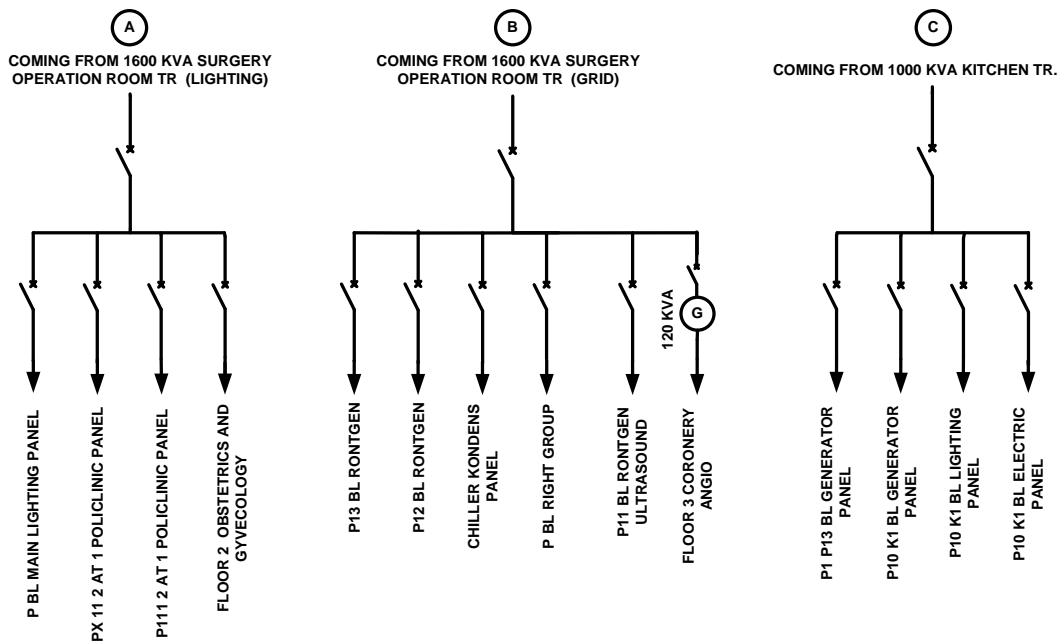 A
COMING FROM 1600 KVA SURGERY
OPERATION ROOM TR (LIGHTING)
P BL MAIN LIGHTING PANEL
PX 11 2 AT 1 POLICLINIC PANEL
P111 2 AT 1 POLICLINIC PANEL
FLOOR 2 OBSTETRICS AND
GYVECOLOGY
B
COMING FROM 1600 KVA SURGERY
OPERATION ROOM TR (GRID)
120 KVA
G
P13 BL RONTGEN
P12 BL RONTGEN
CHILLER KONDENS
PANEL
P BL RIGHT GROUP
P11 BL RONTGEN
ULTRASOUND
FLOOR 3 CORONERY
ANGIO
C
COMING FROM 1000 KVA KITCHEN TR.
P1 P13 BL GENERATOR
PANEL
P10 K1 BL GENERATOR
PANEL
P10 K1 BL LIGHTING
PANEL
P10 K1 BL ELECTRIC
PANEL